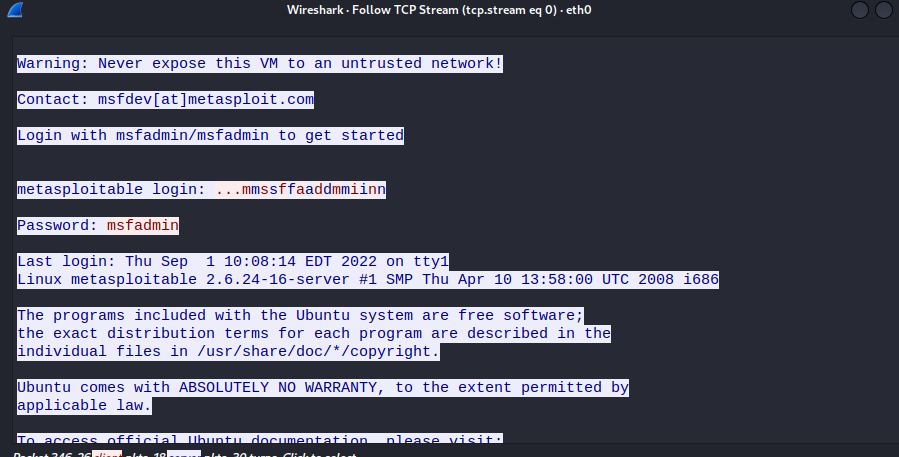 Wireshark · Follow TCP Stream (tcp.stream eq 0) · eth0
Warning: Never expose this VM to an untrusted network!
Contact: msfdev[at]metasploit.com
Login with msfadmin/msfadmin to get started
metasploitable login: ...mmssffaaddmmiinn
Password: msfadmin
Last login: Thu Sep  1 10:08:14 EDT 2022 on tty1
Linux metasploitable 2.6.24-16-server #1 SMP Thu Apr 10 13:58:00 UTC 2008 i686
The programs included with the Ubuntu system are free software;
the exact distribution terms for each program are described in the
individual files in /usr/share/doc/*/copyright.
Ubuntu comes with ABSOLUTELY NO WARRANTY, to the extent permitted by
applicable law.
To access official Ubuntu documentation, please visit:
Packet 346. 26 client pkts, 18 server pkts, 30 turns. Click to select.